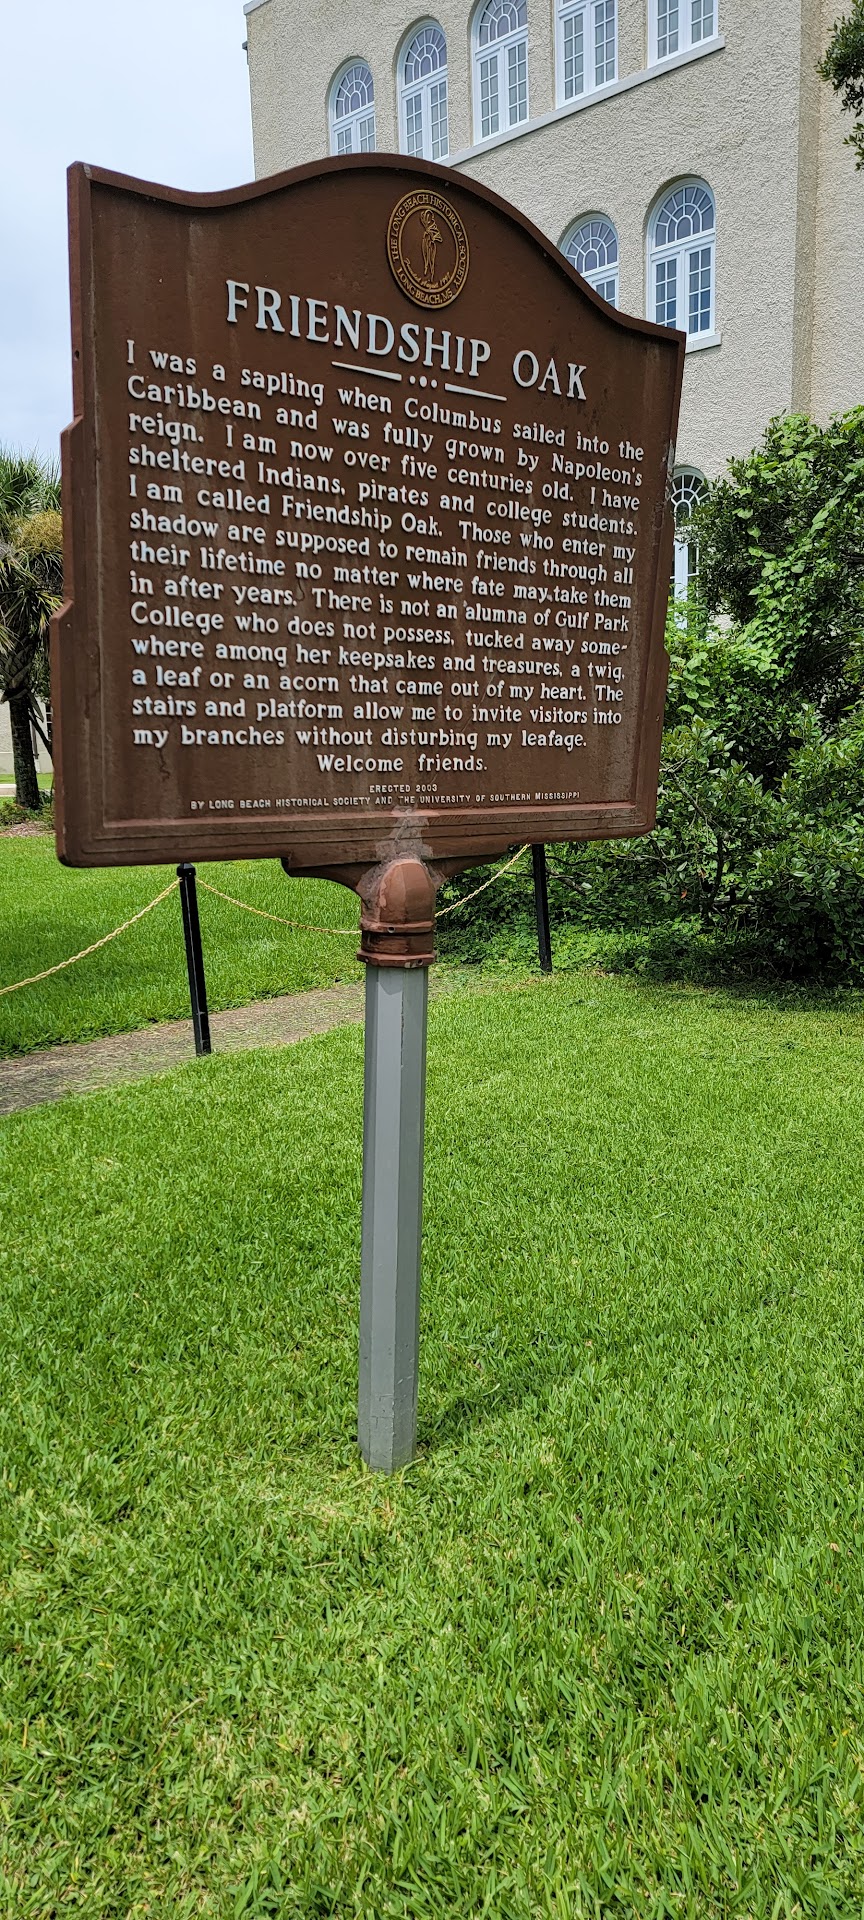 THE LONG BEACH HISTORICAL SOCIETY
LONG BEACH, MS.
FRIENDSHIP OAK
I was a sapling when Columbus sailed into the
Caribbean and was fully grown by Napoleon's
reign. I am now over five centuries old. I have
sheltered Indians, pirates and college students.
I am called Friendship Oak. Those who enter my
shadow are supposed to remain friends through all
their lifetime no matter where fate may take them
in after years. There is not an alumna of Gulf Park
College who does not possess, tucked away some-
where among her keepsakes and treasures, a twig,
a leaf or an acorn that came out of my heart. The
stairs and platform allow me to invite visitors into
my branches without disturbing my leafage.
Welcome friends.
ERECTED 2003
BY LONG BEACH HISTORICAL SOCIETY AND THE UNIVERSITY OF SOUTHERN MISSISSIPPI